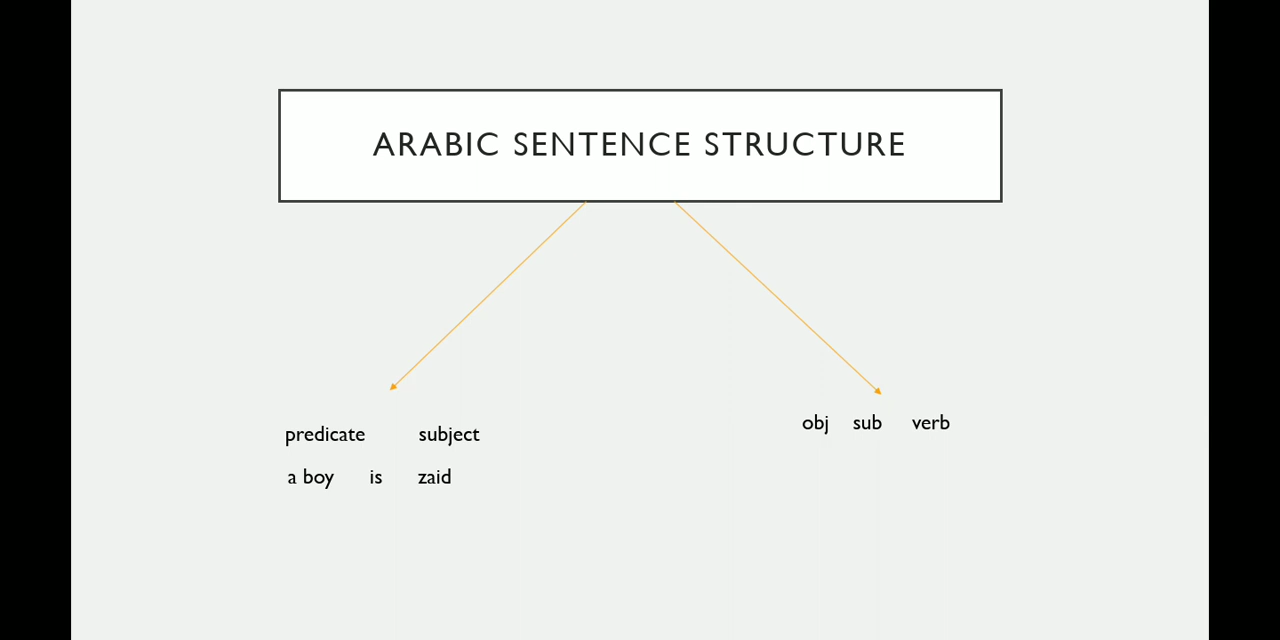 ARABIC SENTENCE STRUCTURE
predicate subject
a boy is zaid
obj sub verb